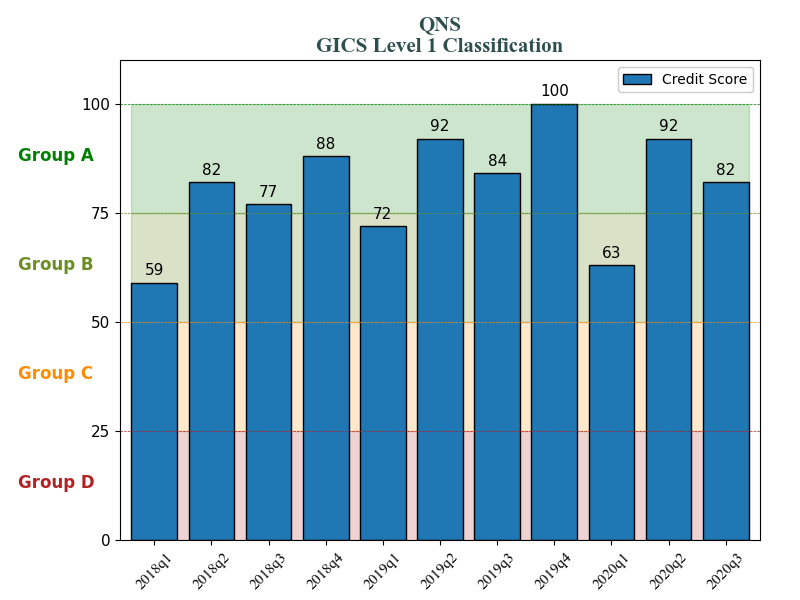 QNS
GICS Level 1 Classification
Credit Score
100
75
50
25
0
Group A
Group B
Group C
Group D
59
82
77
88
72
92
84
100
63
92
82
2018q1
2018q2
2018q3
2018q4
2019q1
2019q2
2019q3
2019q4
2020q1
2020q2
2020q3